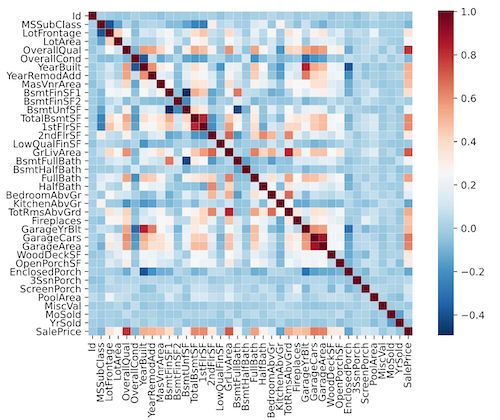 Id
MSSubClass
LotFrontage
LotArea
OverallQual
OverallCond
YearBuilt
YearRemodAdd
MasVnrArea
BsmtFinSF1
BsmtFinSF2
BsmtUnfSF
TotalBsmtSF
1stFlrSF
2ndFlrSF
LowQualFinSF
GrLivArea
BsmtFullBath
BsmtHalfBath
FullBath
HalfBath
BedroomAbvGr
KitchenAbvGr
TotRmsAbvGrd
Fireplaces
GarageYrBlt
GarageCars
GarageArea
WoodDeckSF
OpenPorchSF
EnclosedPorch
3SsnPorch
ScreenPorch
PoolArea
MiscVal
MoSold
YrSold
SalePrice
Id
MSSubClass
LotFrontage
LotArea
OverallQual
OverallCond
YearBuilt
YearRemodAdd
MasVnrArea
BsmtFinSF1
BsmtFinSF2
BsmtUnfSF
TotalBsmtSF
1stFlrSF
2ndFlrSF
LowQualFinSF
GrLivArea
BsmtFullBath
BsmtHalfBath
FullBath
HalfBath
BedroomAbvGr
KitchenAbvGr
TotRmsAbvGrd
Fireplaces
GarageYrBlt
GarageCars
GarageArea
WoodDeckSF
OpenPorchSF
EnclosedPorch
3SsnPorch
ScreenPorch
PoolArea
MiscVal
MoSold
YrSold
SalePrice
1.0
0.8
0.6
0.4
0.2
0.0
−0.2
−0.4